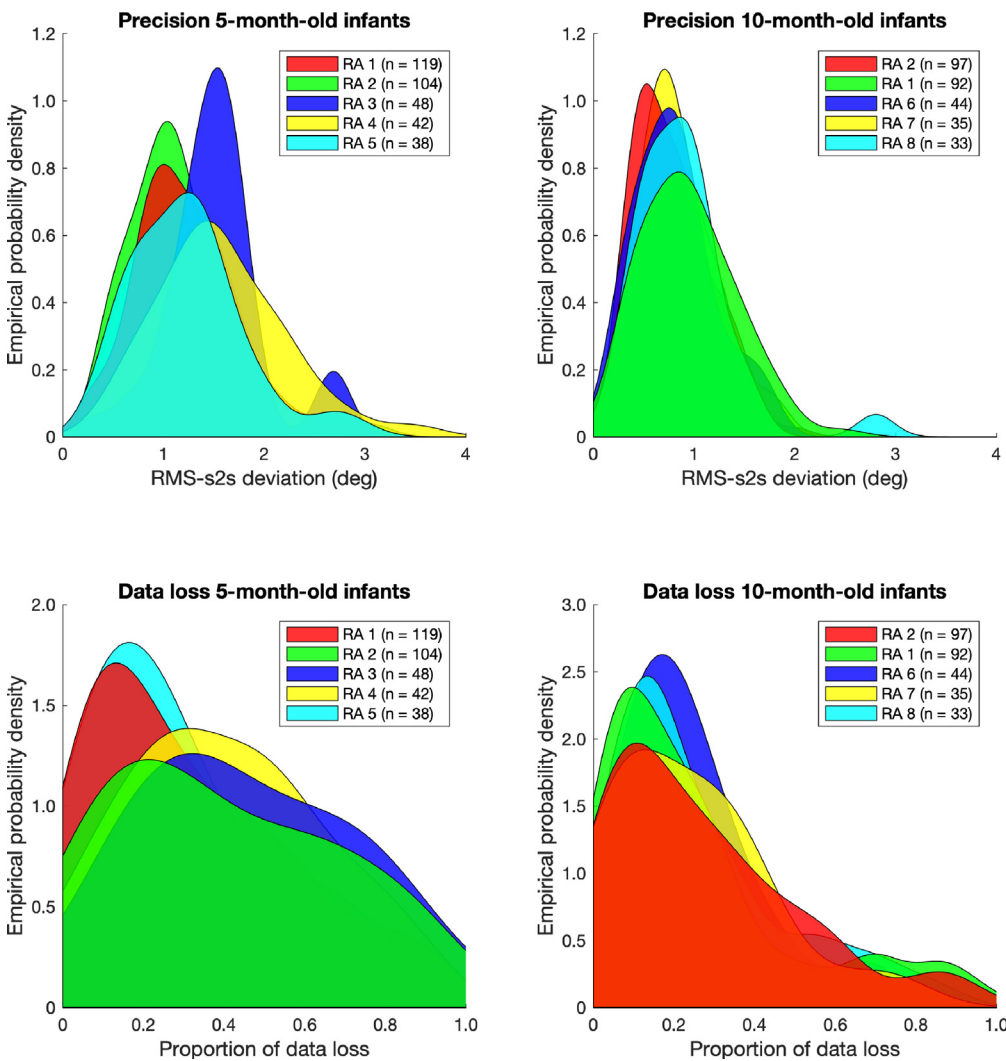 Precision 5-month-old infants
Empirical probability density
1.2
1.0
0.8
0.6
0.4
0.2
0
0
1
2
3
4
RMS-s2s deviation (deg)
RA 1 (n = 119)
RA 2 (n = 104)
RA 3 (n = 48)
RA 4 (n = 42)
RA 5 (n = 38)
Precision 10-month-old infants
Empirical probability density
1.2
1.0
0.8
0.6
0.4
0.2
0
0
1
2
3
4
RMS-s2s deviation (deg)
RA 2 (n = 97)
RA 1 (n = 92)
RA 6 (n = 44)
RA 7 (n = 35)
RA 8 (n = 33)
Data loss 5-month-old infants
Empirical probability density
2.0
1.5
1.0
0.5
0
0
0.2
0.4
0.6
0.8
1.0
Proportion of data loss
RA 1 (n = 119)
RA 2 (n = 104)
RA 3 (n = 48)
RA 4 (n = 42)
RA 5 (n = 38)
Data loss 10-month-old infants
Empirical probability density
3.0
2.5
2.0
1.5
1.0
0.5
0
0
0.2
0.4
0.6
0.8
1.0
Proportion of data loss
RA 2 (n = 97)
RA 1 (n = 92)
RA 6 (n = 44)
RA 7 (n = 35)
RA 8 (n = 33)